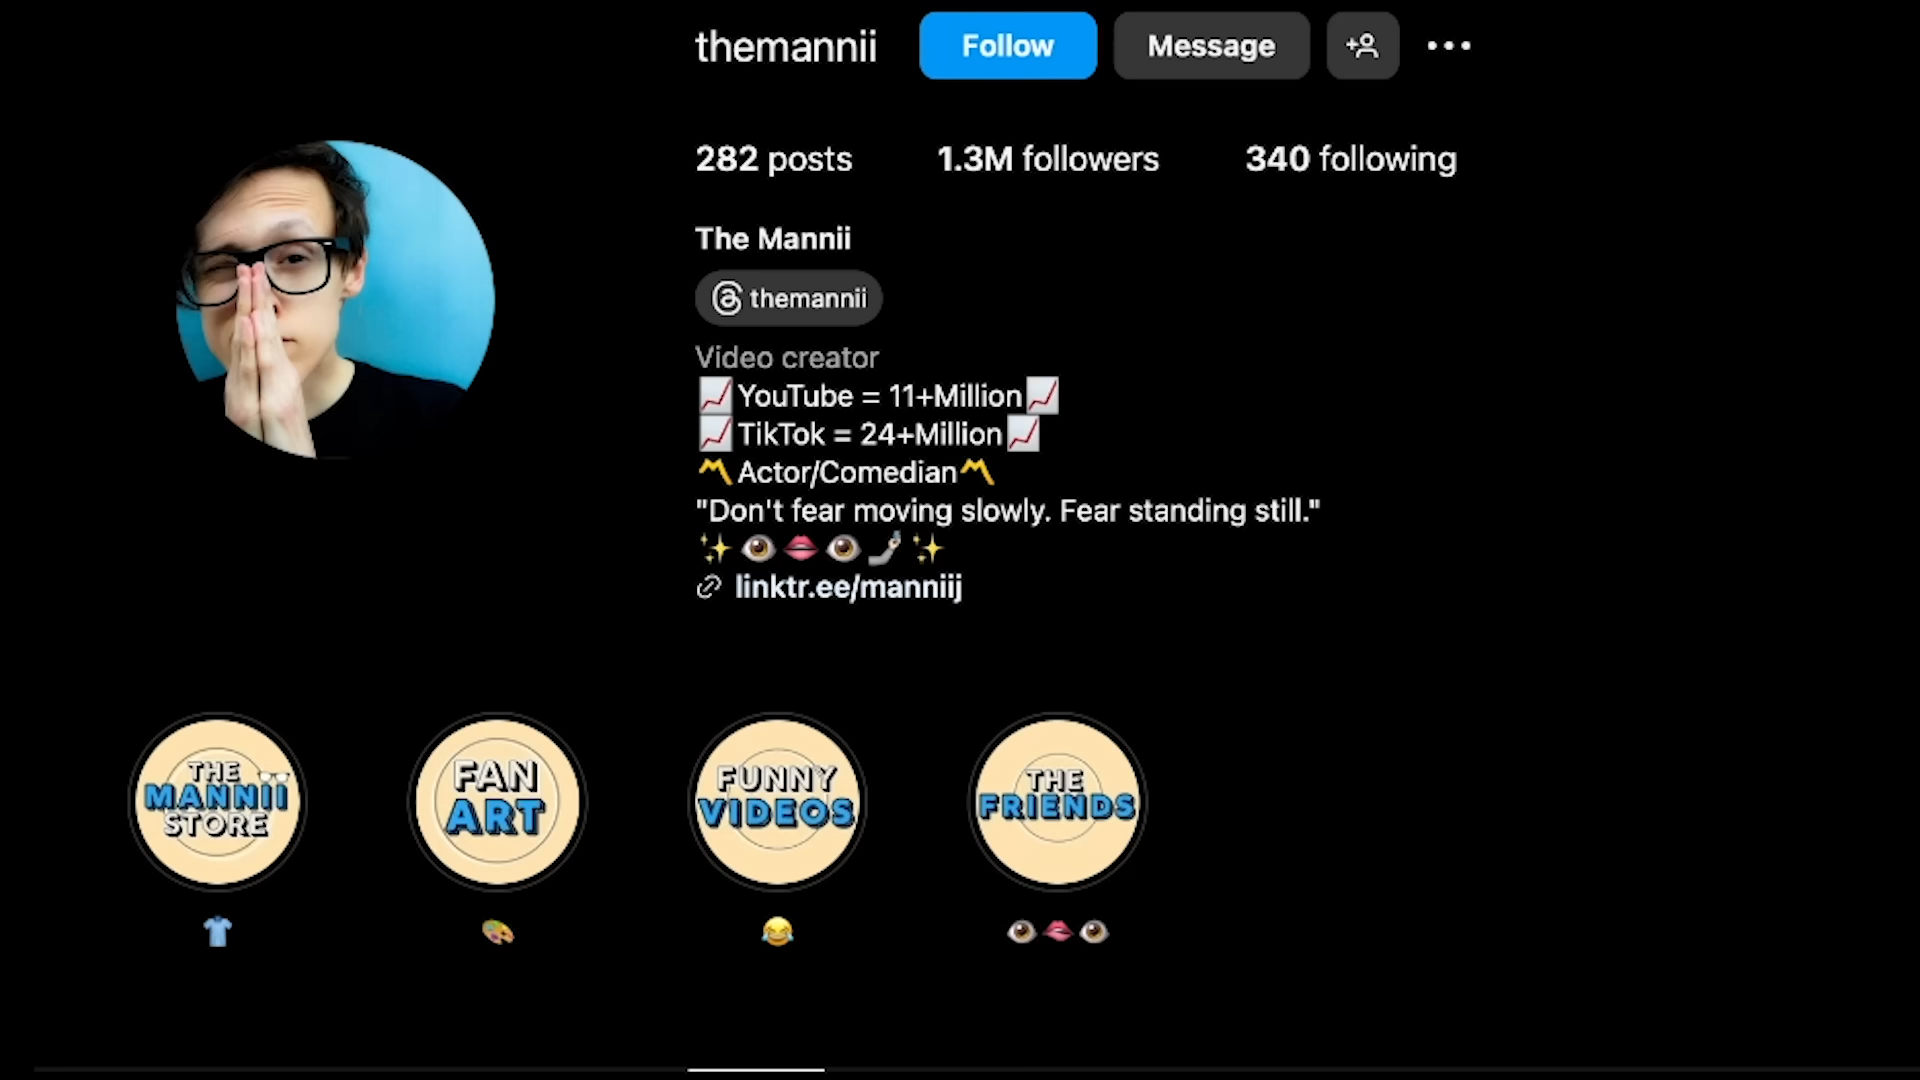 themannii Follow Message
282 posts 1.3M followers 340 following
The Mannii
themannii
Video creator
📈YouTube = 11+Million📈
📈TikTok = 24+Million📈
〽️Actor/Comedian〽️
"Don't fear moving slowly. Fear standing still."
✨👁️👄👁️🤳✨
linktr.ee/manniij
THE
MANNII
STORE
FAN
ART
FUNNY
VIDEOS
THE
FRIENDS